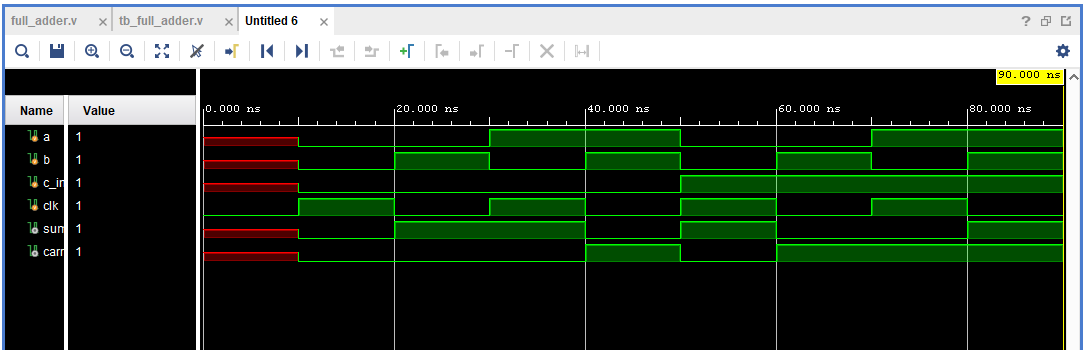 full_adder.v tb_full_adder.v Untitled 6
90.000 ns
Name Value 0.000 ns 20.000 ns 40.000 ns 60.000 ns 80.000 ns
a 1
b 1
c_in 1
clk 1
sum 1
carr 1